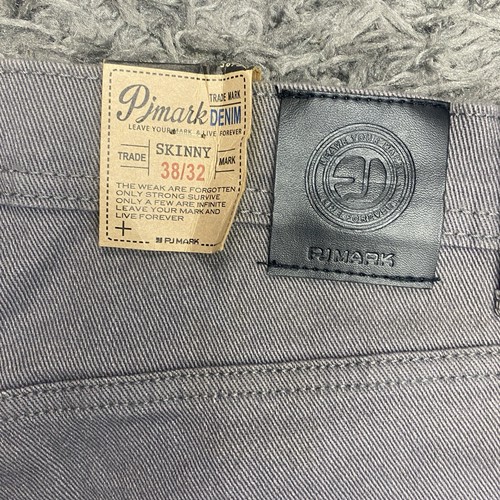 Pjmark
TRADE MARK
DENIM
LEAVE YOUR MARK & LIVE FOREVER
SKINNY
TRADE 38/32 MARK
THE WEAK ARE FORGOTTEN
ONLY STRONG SURVIVE
ONLY A FEW ARE INFINITE
LEAVE YOUR MARK AND
LIVE FOREVER
PJ MARK
PJMARK